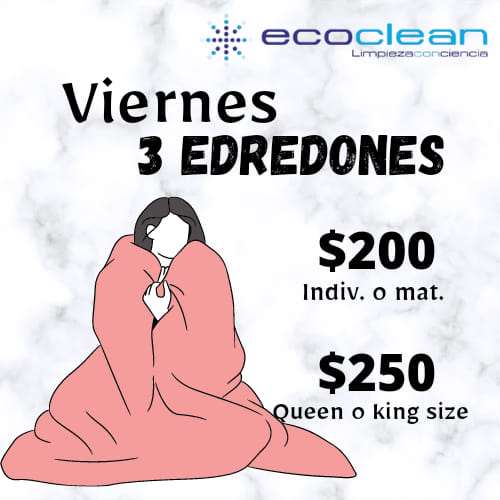 ecoclean
Limpiezaconciencia
Viernes
3 EDREDONES
$200
Indiv. o mat.
$250
Queen o king size